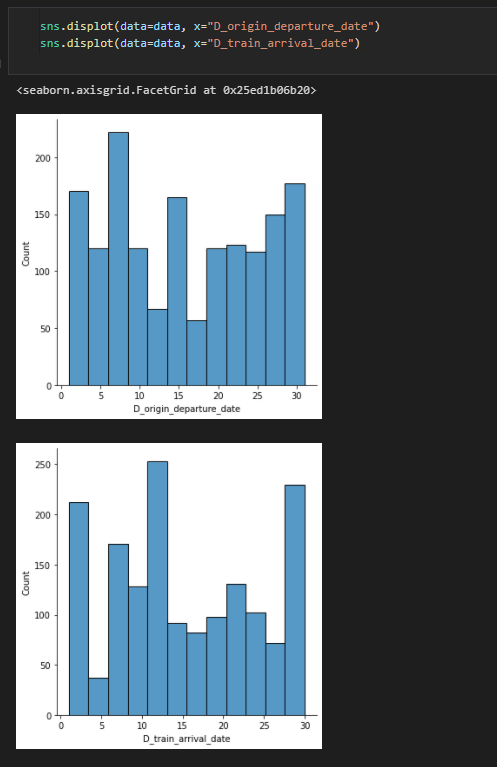 sns.displot(data=data, x="D_origin_departure_date")
sns.displot(data=data, x="D_train_arrival_date")
<seaborn.axisgrid.FacetGrid at 0x25ed1b06b20>
200
150
100
50
0
Count
0 5 10 15 20 25 30
D_origin_departure_date
250
200
150
100
50
0
Count
0 5 10 15 20 25 30
D_train_arrival_date